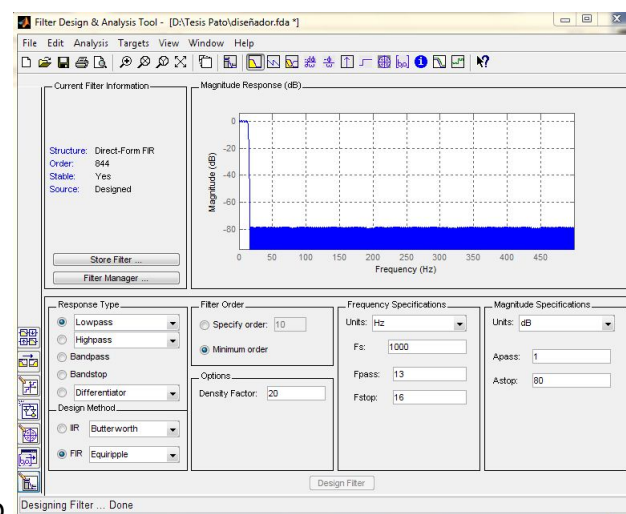 Filter Design & Analysis Tool - [D:\Tesis Pato\diseñador.fda *]
File Edit Analysis Targets View Window Help
Current Filter Information
Structure: Direct-Form FIR
Order: 844
Stable: Yes
Source: Designed
Store Filter ...
Filter Manager ...
Magnitude Response (dB)
Magnitude (dB)
0
-20
-40
-60
-80
0 50 100 150 200 250 300 350 400 450
Frequency (Hz)
Response Type
Lowpass
Highpass
Bandpass
Bandstop
Differentiator
Design Method
IIR Butterworth
FIR Equiripple
Filter Order
Specify order: 10
Minimum order
Options
Density Factor: 20
Frequency Specifications
Units: Hz
Fs: 1000
Fpass: 13
Fstop: 16
Magnitude Specifications
Units: dB
Apass: 1
Astop: 80
Design Filter
Designing Filter ... Done